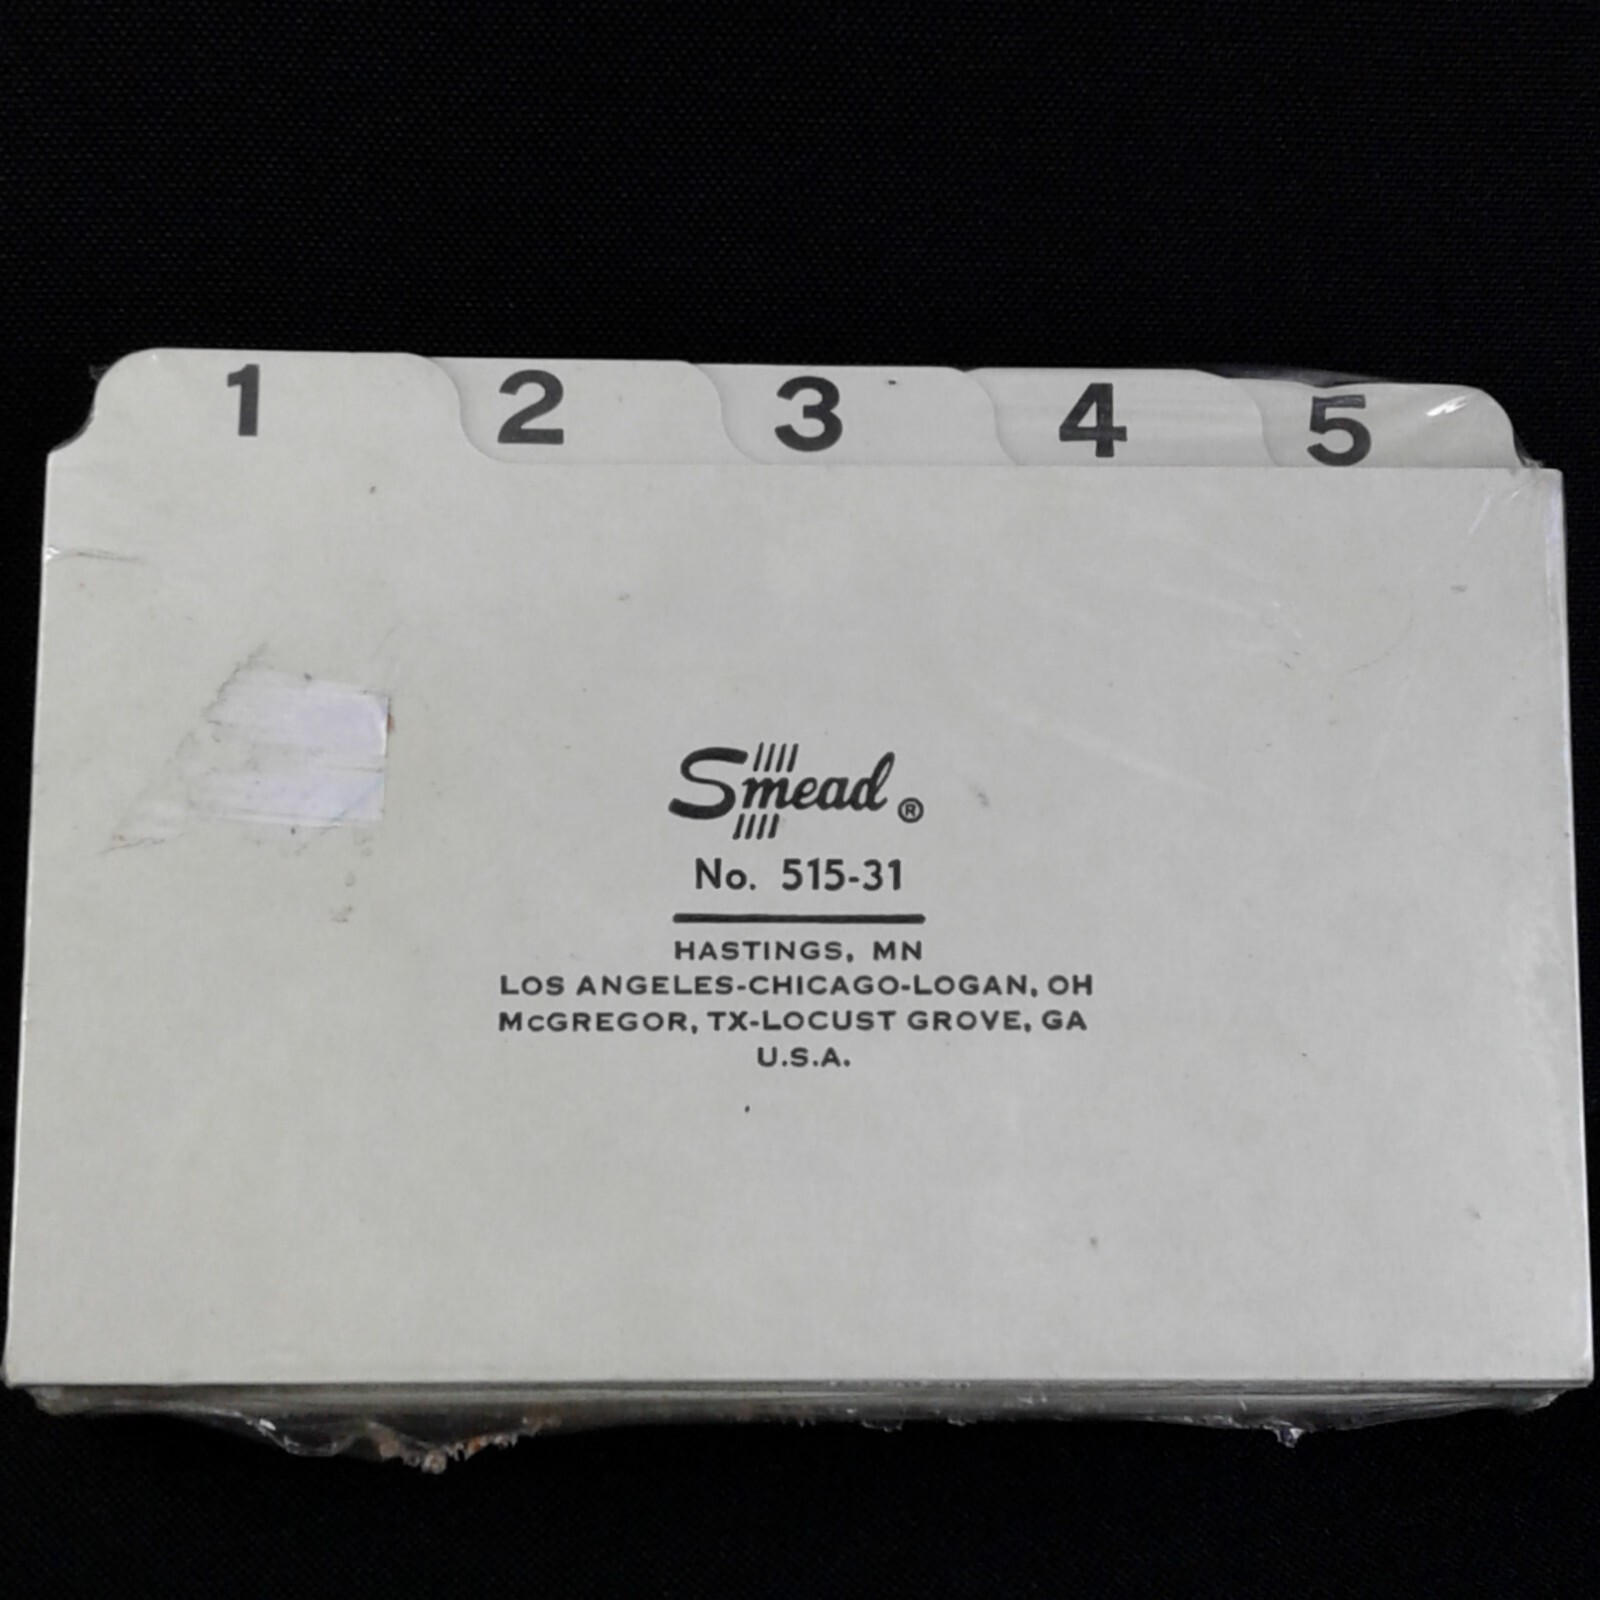 1 2 3 4 5
Smead ®
No. 515-31
HASTINGS, MN
LOS ANGELES-CHICAGO-LOGAN, OH
McGREGOR, TX-LOCUST GROVE, GA
U.S.A.